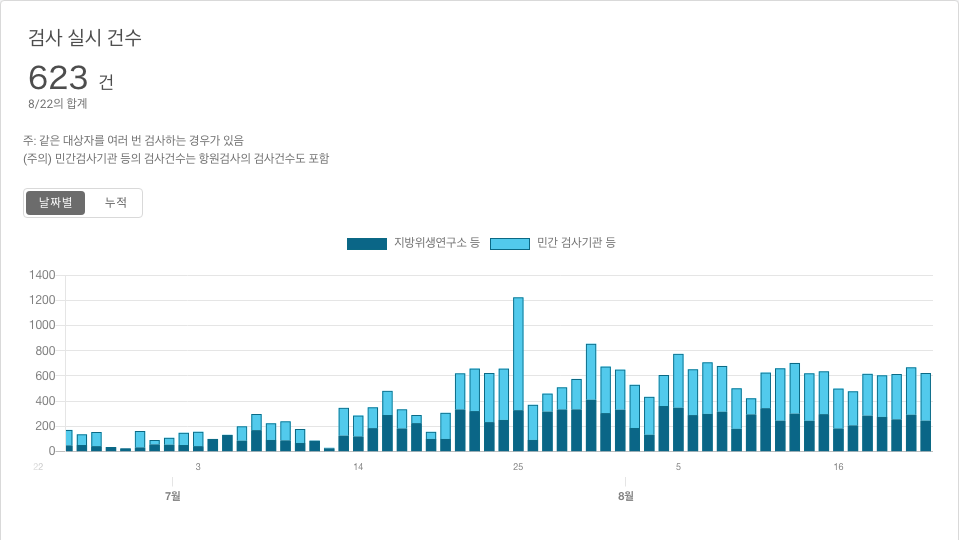 검사 실시 건수
623 건
8/22의 합계
주: 같은 대상자를 여러 번 검사하는 경우가 있음
(주의) 민간검사기관 등의 검사건수는 항원검사의 검사건수도 포함
날짜별 누적
지방위생연구소 등 민간 검사기관 등
1400
1200
1000
800
600
400
200
0
22 3 14 25 5 16
7월 8월